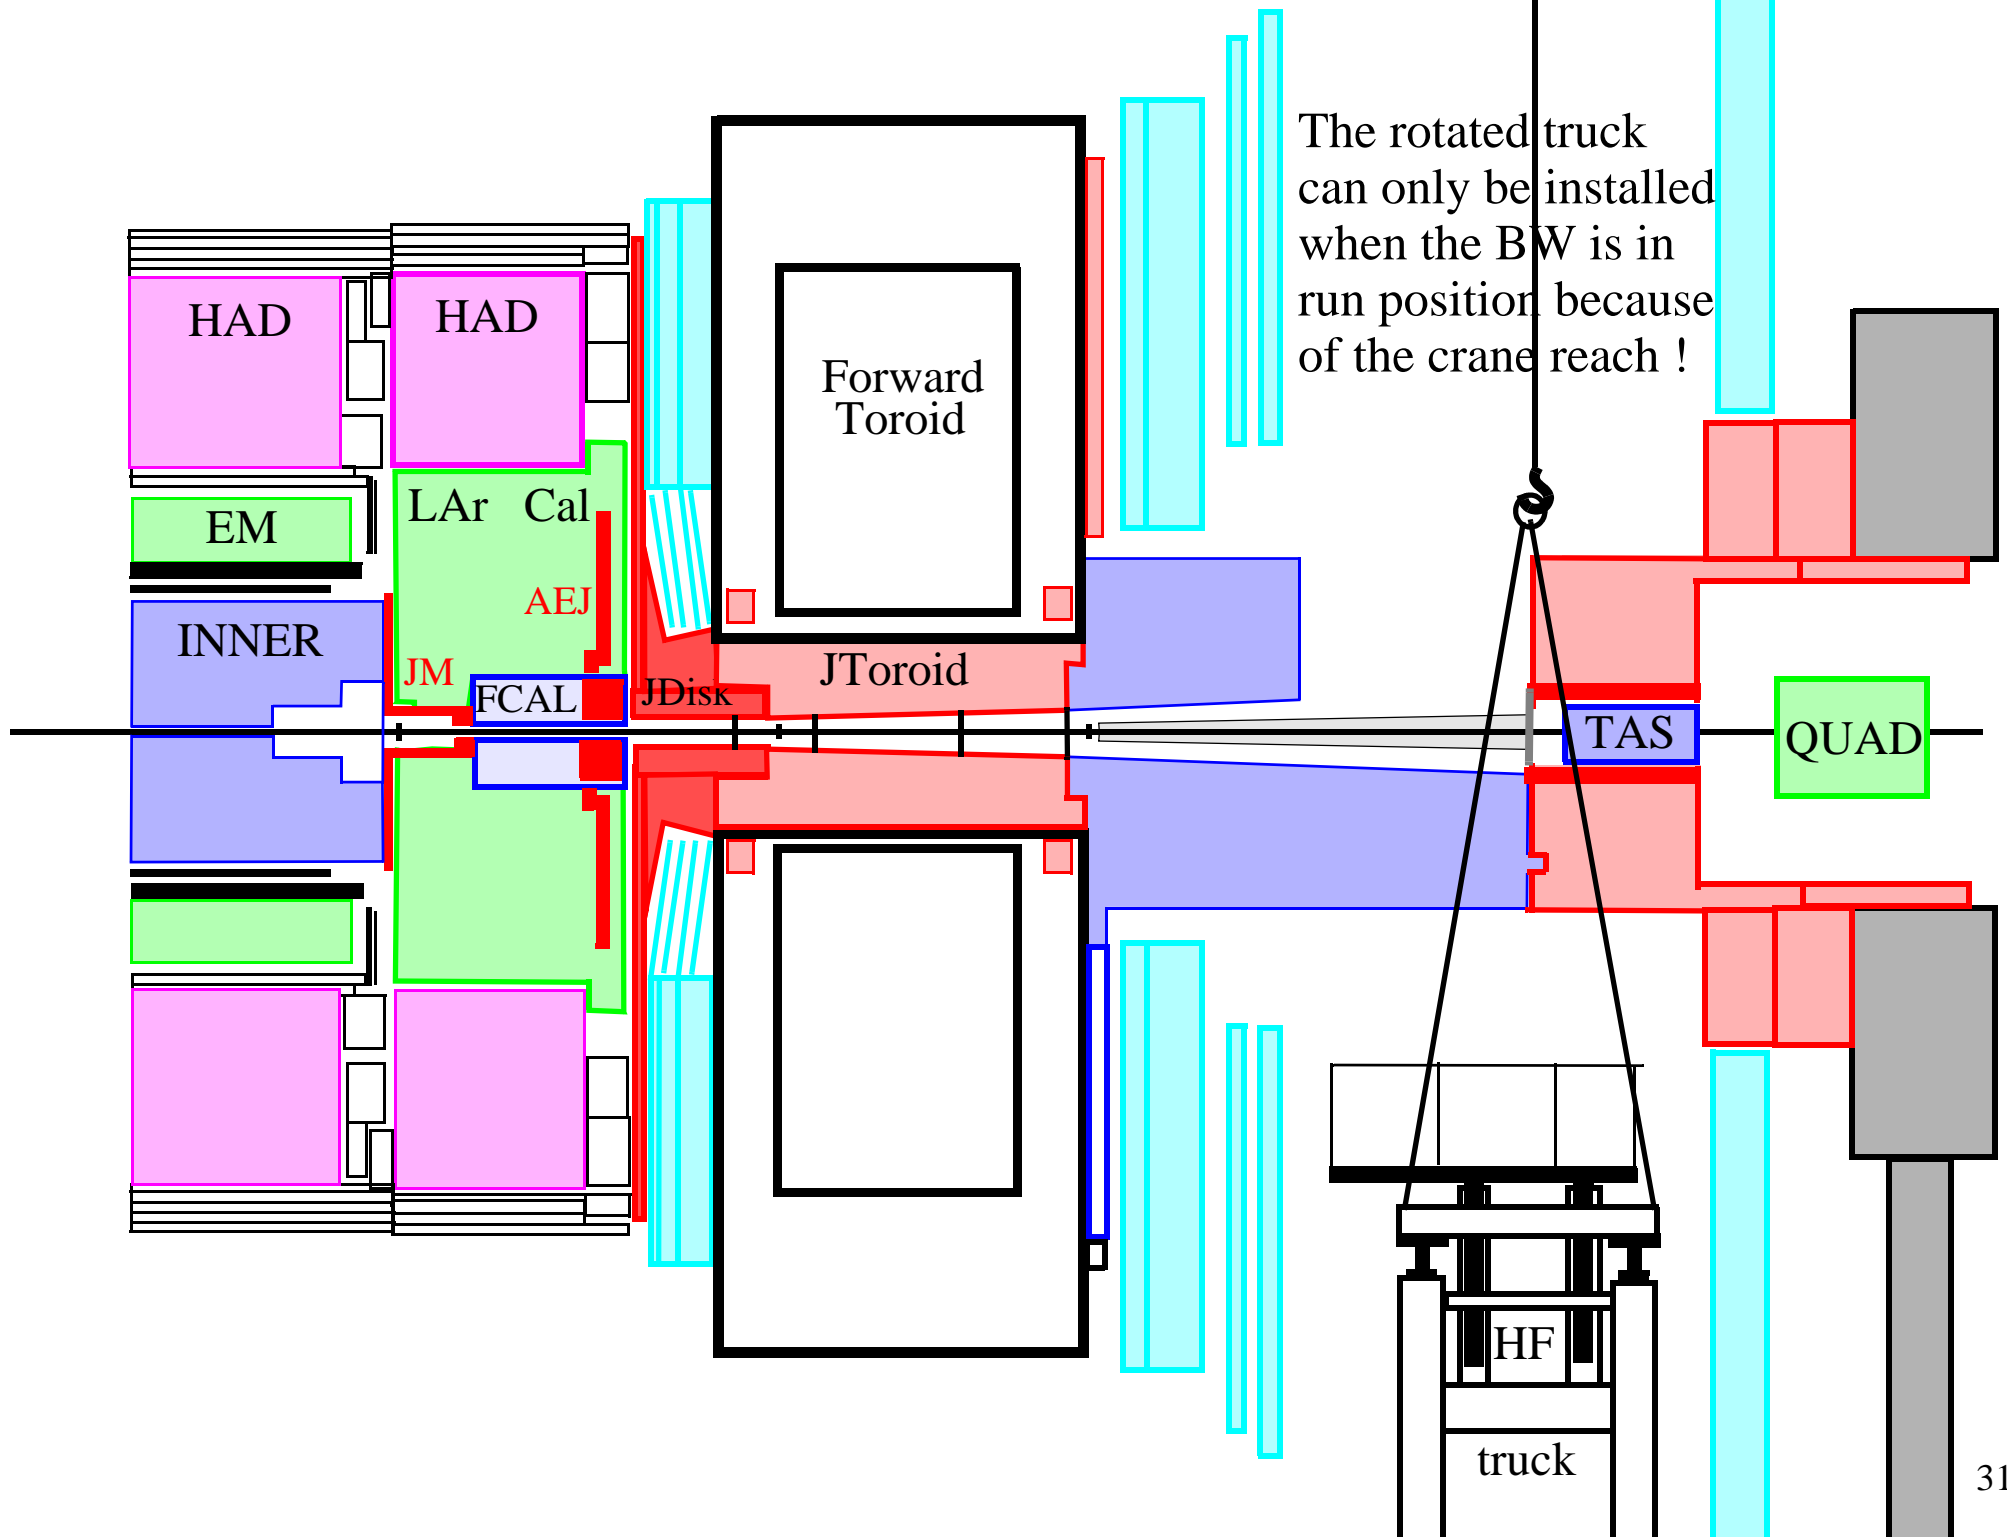 The rotated truck
can only be installed
when the BW is in
run position because
of the crane reach !
HAD
HAD
Forward
Toroid
LAr Cal
EM
AEJ
INNER
JM
FCAL
JDisk
JToroid
TAS
QUAD
HF
truck
31